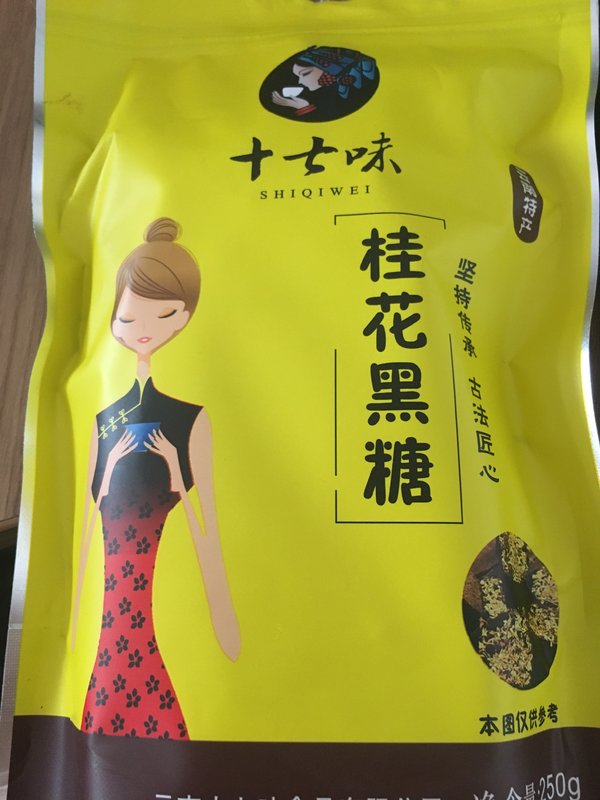 十七味
SHIQIWEI
云南特产
桂花黑糖
坚持传承 古法匠心
本图仅供参考
净含量:250g